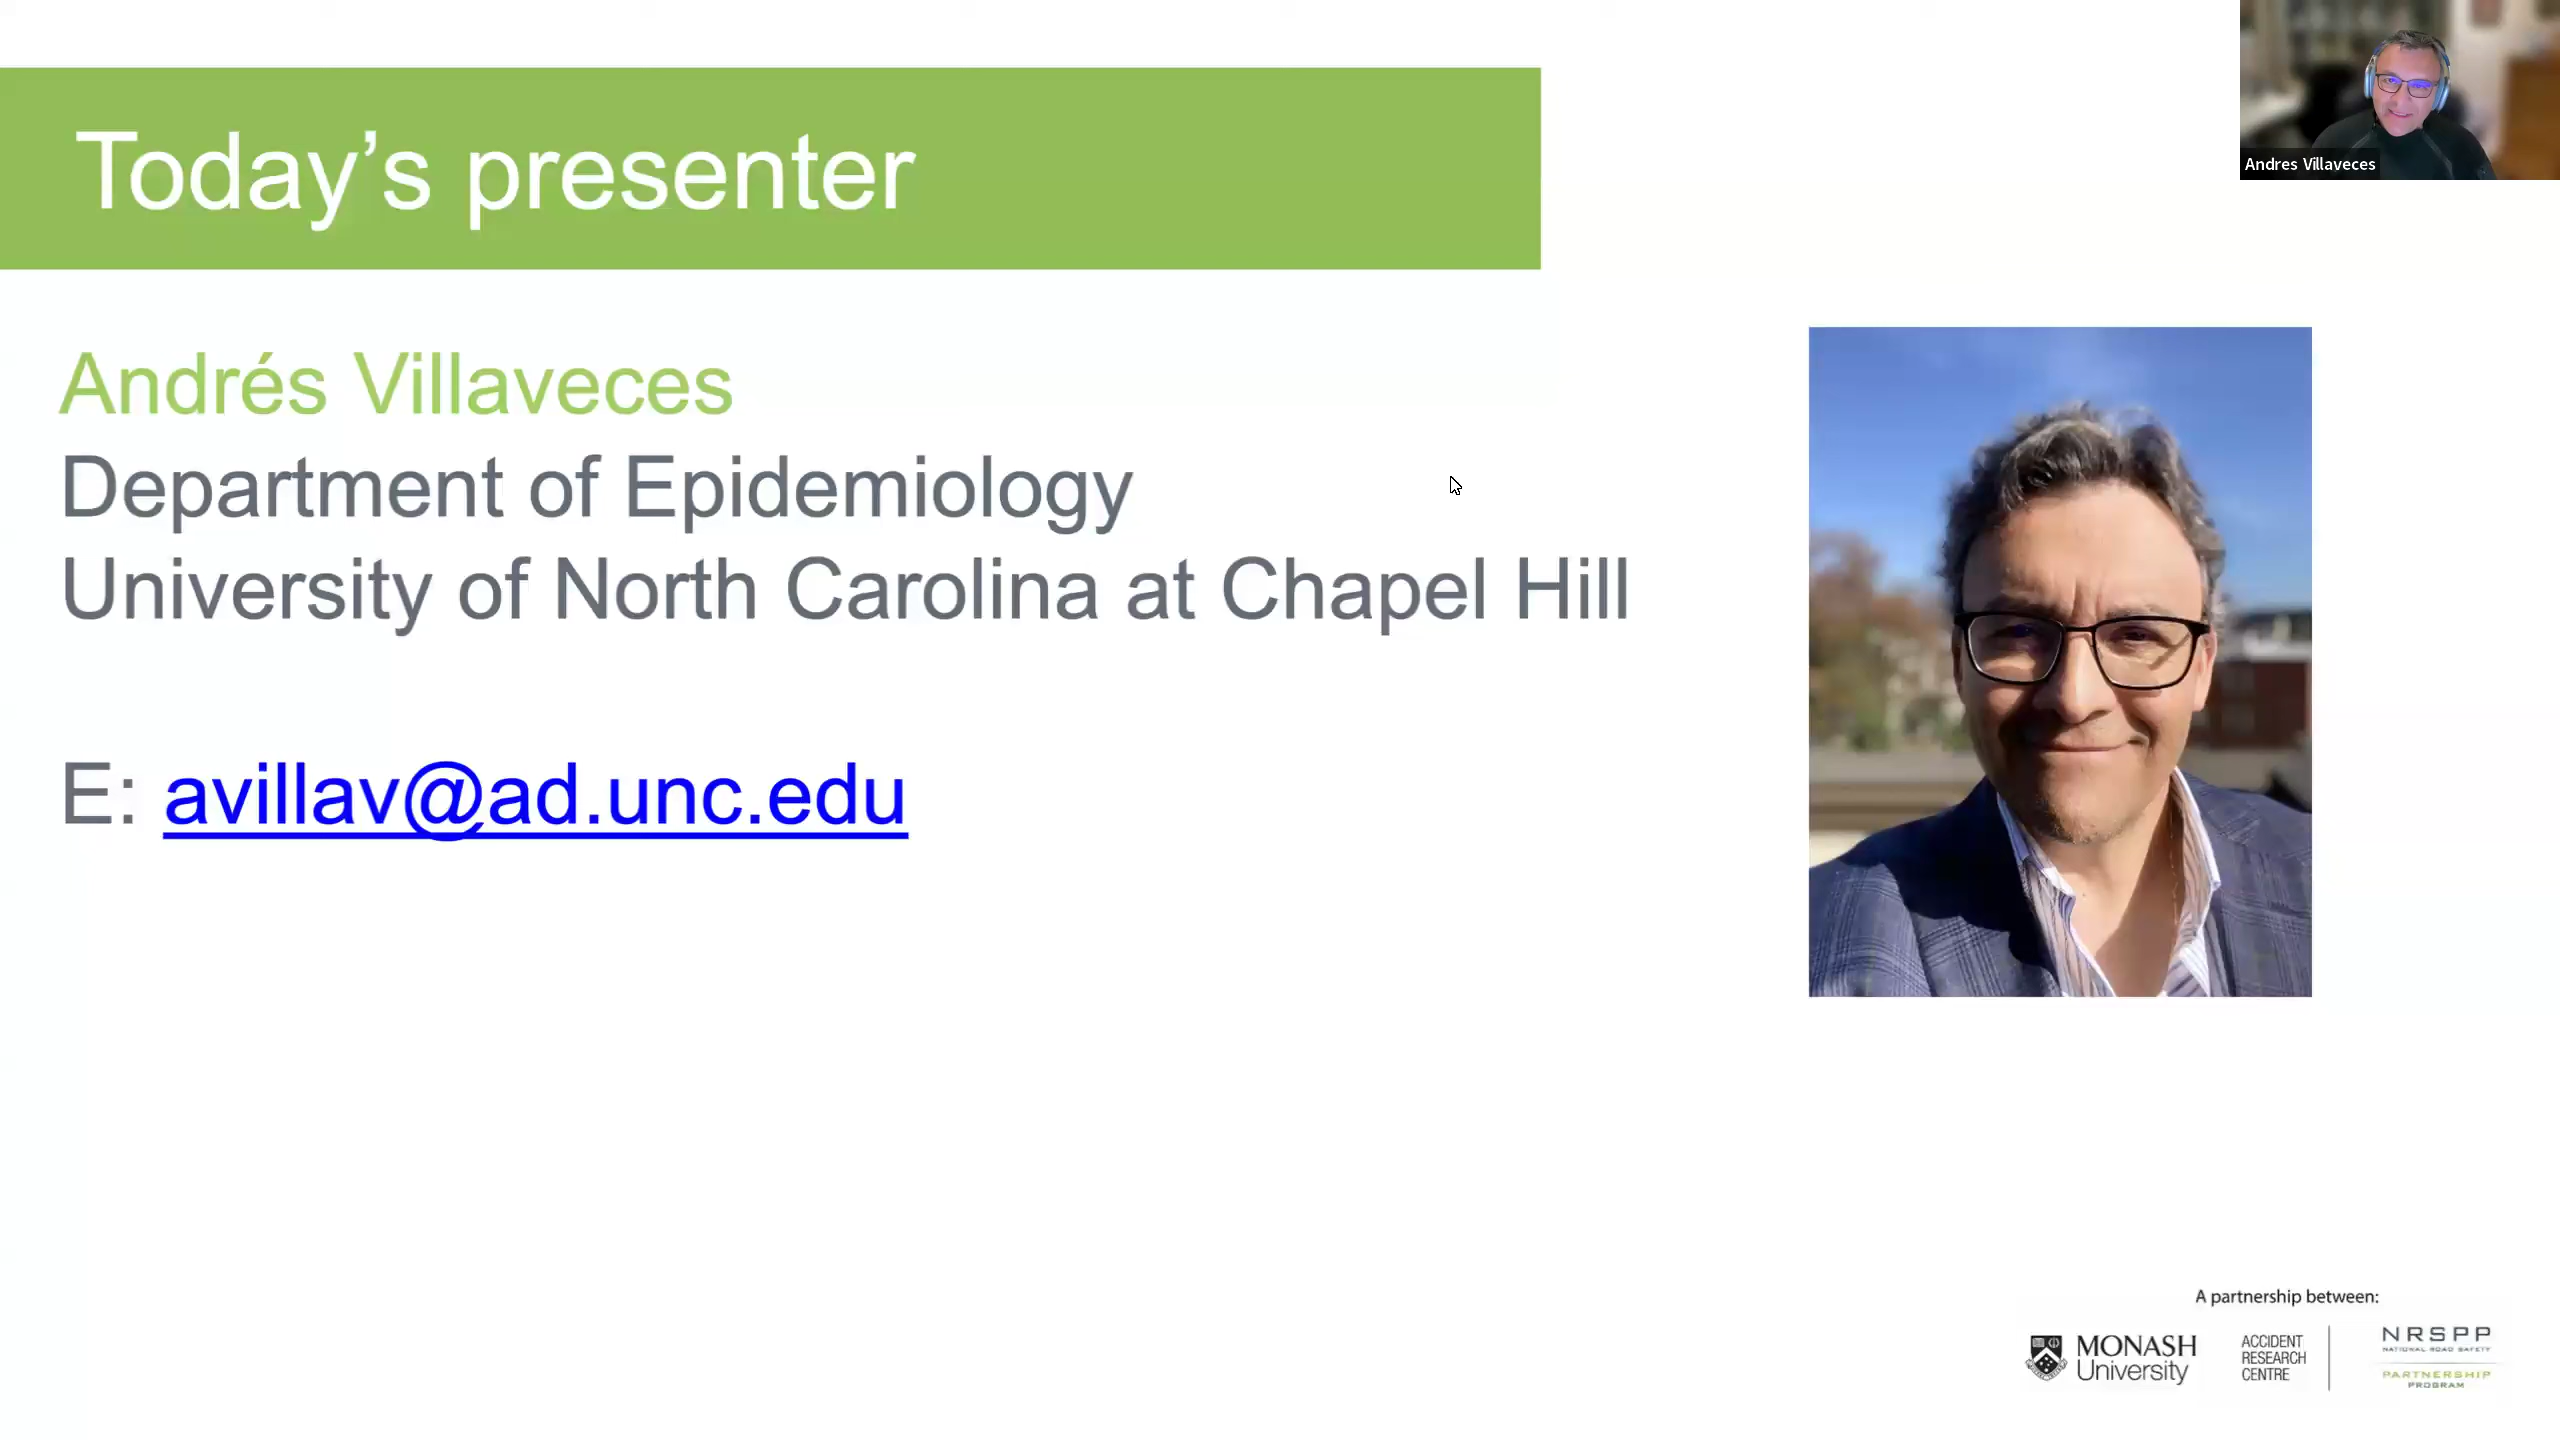 Today’s presenter
Andres Villaveces
Andrés Villaveces
Department of Epidemiology
University of North Carolina at Chapel Hill
E: avillav@ad.unc.edu
A partnership between:
MONASH
University
ACCIDENT
RESEARCH
CENTRE
NRSPP
NATIONAL ROAD SAFETY
PARTNERSHIP
PROGRAM